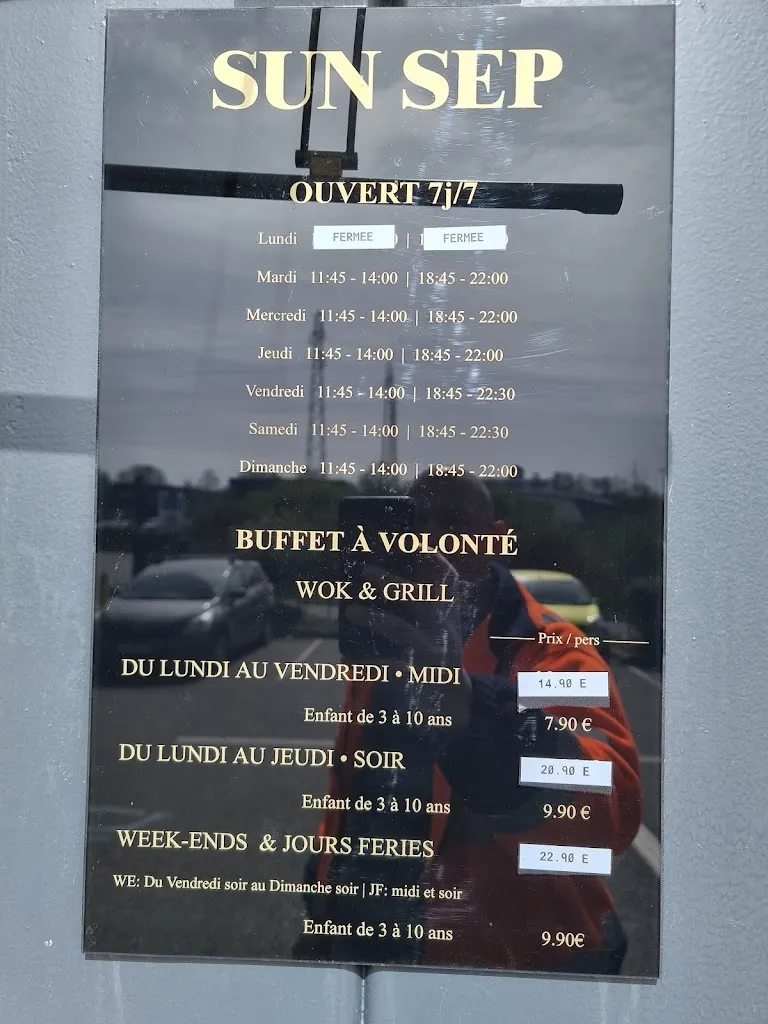 SUN SEP
OUVERT 7j/7
Lundi FERMEE | FERMEE
Mardi 11:45 - 14:00 | 18:45 - 22:00
Mercredi 11:45 - 14:00 | 18:45 - 22:00
Jeudi 11:45 - 14:00 | 18:45 - 22:00
Vendredi 11:45 - 14:00 | 18:45 - 22:30
Samedi 11:45 - 14:00 | 18:45 - 22:30
Dimanche 11:45 - 14:00 | 18:45 - 22:00
BUFFET À VOLONTÉ
WOK & GRILL
Prix / pers
DU LUNDI AU VENDREDI • MIDI 14.90 E
Enfant de 3 à 10 ans 7.90 €
DU LUNDI AU JEUDI • SOIR 20.90 E
Enfant de 3 à 10 ans 9.90 €
WEEK-ENDS & JOURS FERIES 22.90 E
WE: Du Vendredi soir au Dimanche soir | JF: midi et soir
Enfant de 3 à 10 ans 9.90€